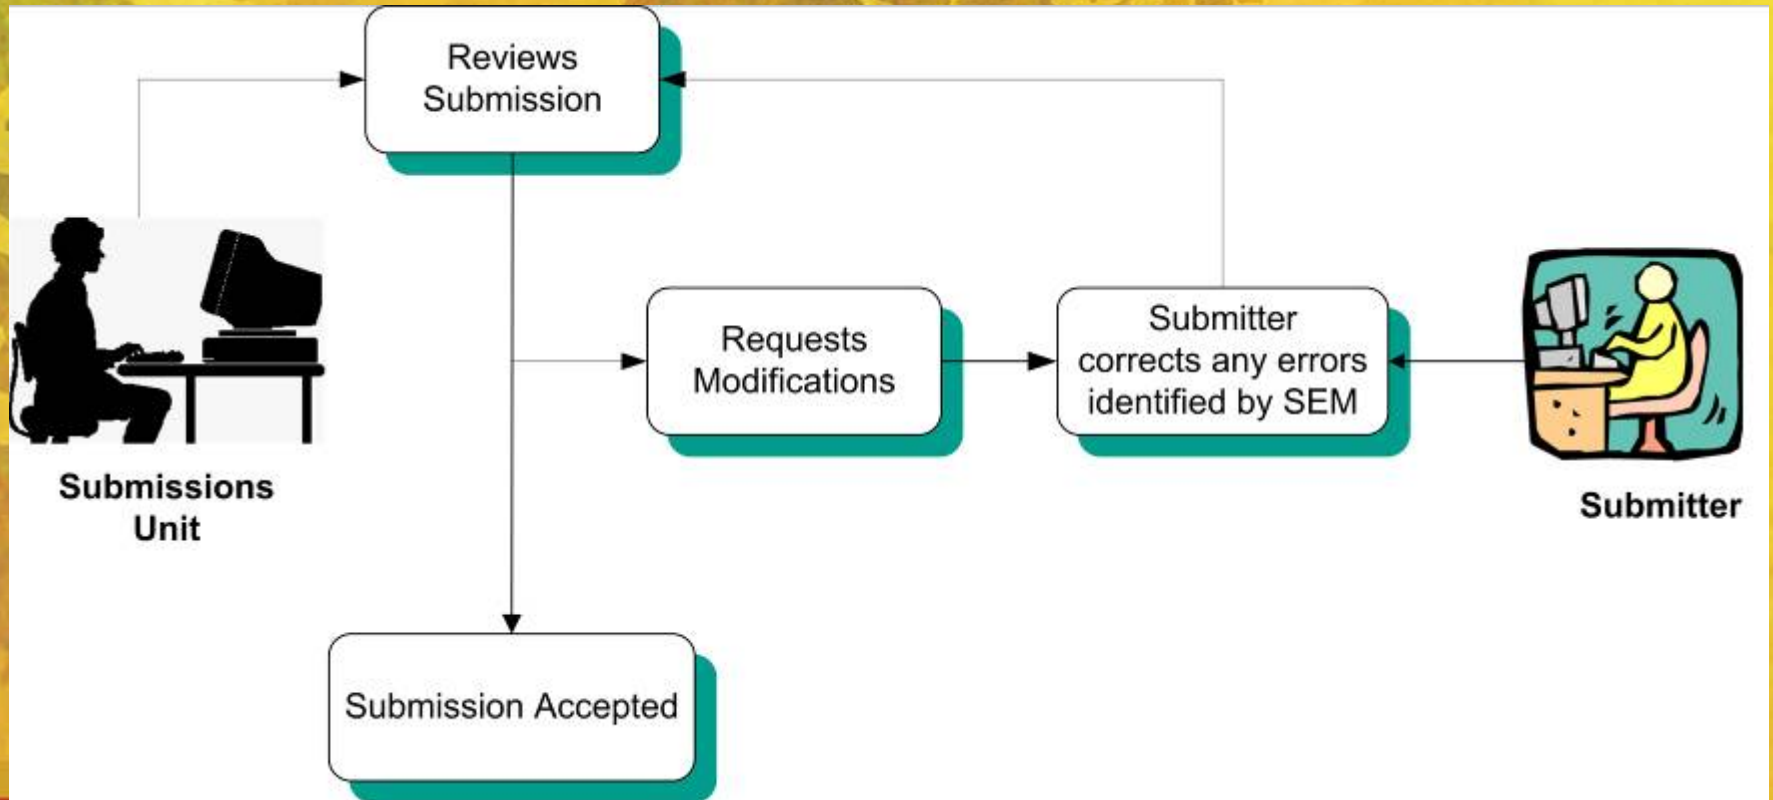 Reviews
Submission
Requests
Modifications
Submitter
corrects any errors
identified by SEM
Submissions
Unit
Submitter
Submission Accepted